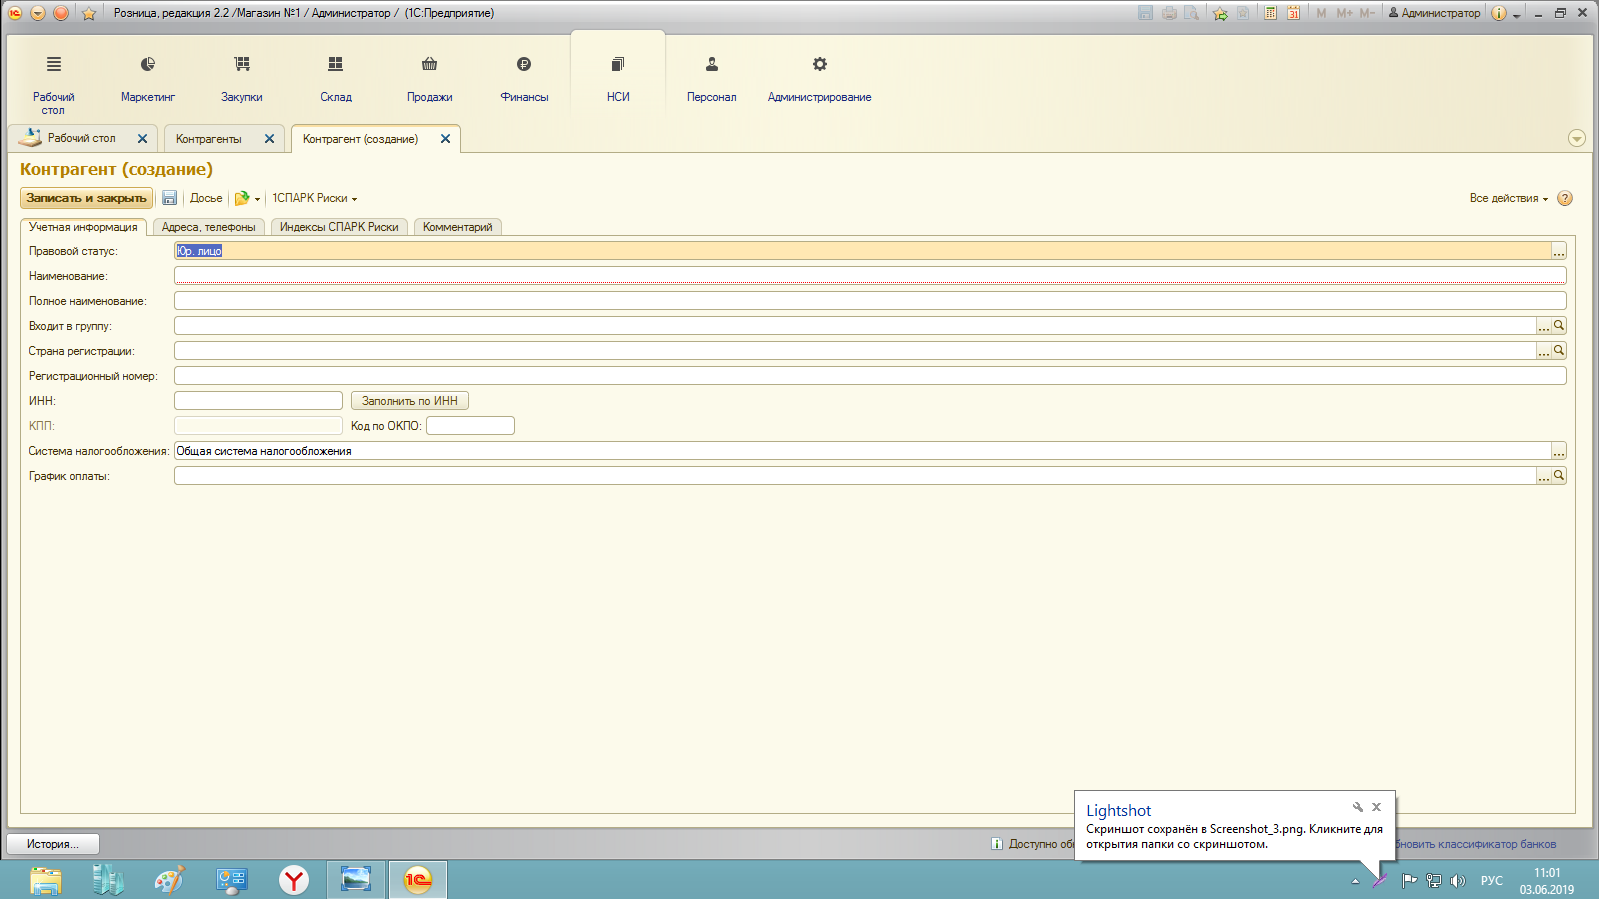 Розница, редакция 2.2 /Магазин №1 / Администратор / (1С:Предприятие)
31 M M+ M- Администратор
Рабочий стол
Маркетинг
Закупки
Склад
Продажи
Финансы
НСИ
Персонал
Администрирование
Рабочий стол
Контрагенты
Контрагент (создание)
Контрагент (создание)
Записать и закрыть
Досье
1СПАРК Риски
Все действия
?
Учетная информация
Адреса, телефоны
Индексы СПАРК Риски
Комментарий
Правовой статус: Юр. лицо
Наименование:
Полное наименование:
Входит в группу:
Страна регистрации:
Регистрационный номер:
ИНН: Заполнить по ИНН
КПП: Код по ОКПО:
Система налогообложения: Общая система налогообложения
График оплаты:
Lightshot
Скриншот сохранён в Screenshot_3.png. Кликните для
открытия папки со скриншотом.
История...
Доступно
новить классификатор банков
РУС
11:01
03.06.2019